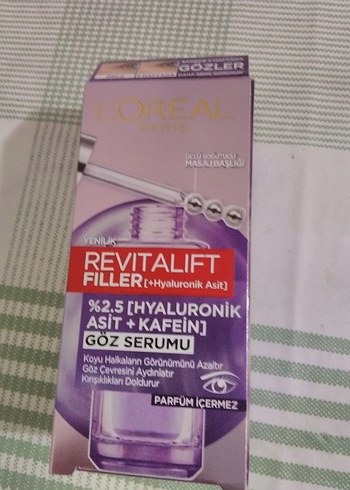 GÖZLER
L'ORÉAL
PARIS
ÜÇLÜ SOĞUTUCU
MASAJ BAŞLIĞI
YENİLİK
REVITALIFT
FILLER [+Hyaluronik Asit]
%2.5 [HYALURONİK
ASİT + KAFEİN]
GÖZ SERUMU
Koyu Halkaların Görünümünü Azaltır
Göz Çevresini Aydınlatır
Kırışıklıkları Doldurur
PARFÜM İÇERMEZ